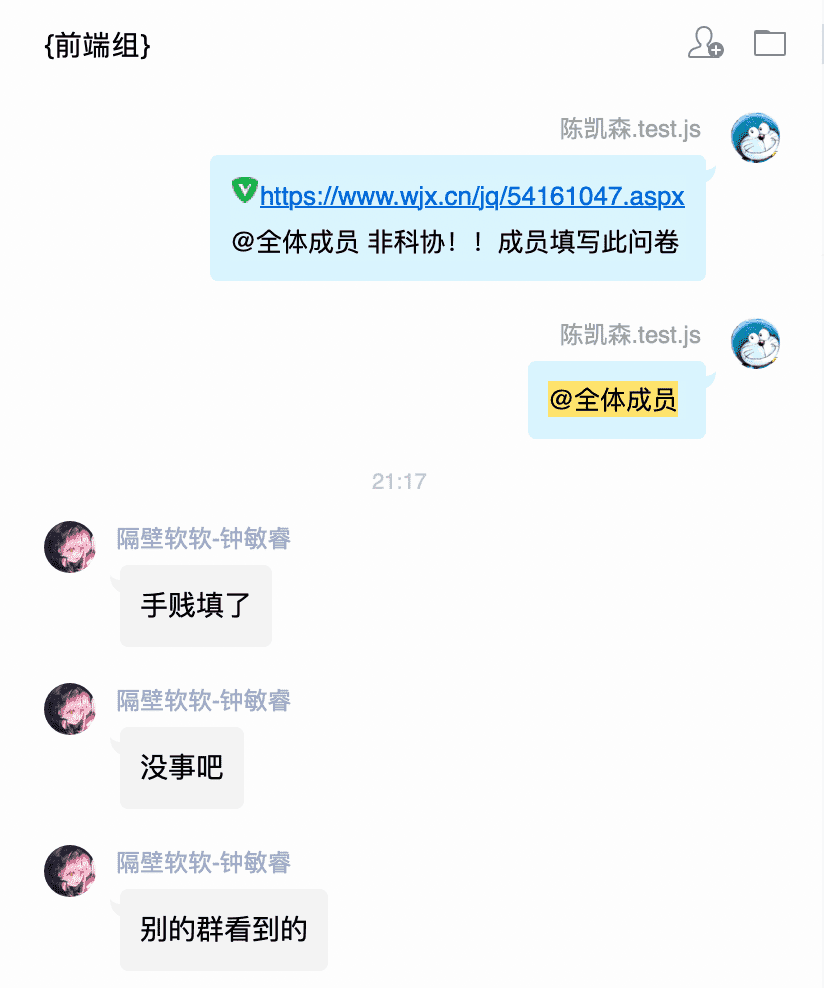 {前端组}
陈凯森.test.js
https://www.wjx.cn/jq/54161047.aspx
@全体成员 非科协！！成员填写此问卷
陈凯森.test.js
@全体成员
21:17
隔壁软软-钟敏睿
手贱填了
隔壁软软-钟敏睿
没事吧
隔壁软软-钟敏睿
别的群看到的